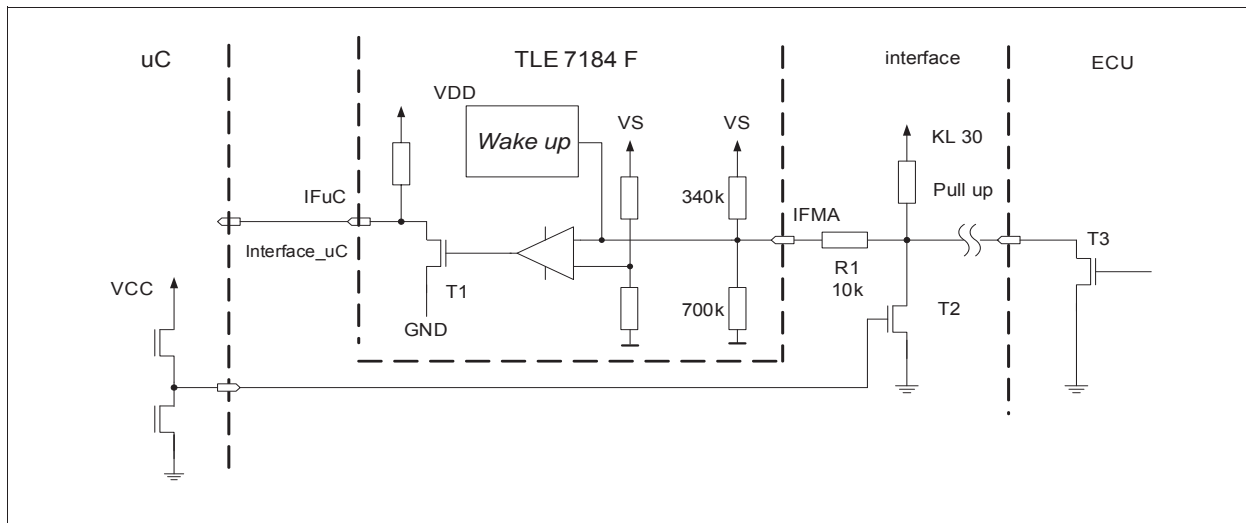 uC
TLE 7184 F
interface
ECU
VDD
Wake up
VS
VS
KL 30
Pull up
340k
IFuC
IFMA
T3
Interface_uC
R1
10k
VCC
T1
700k
T2
GND